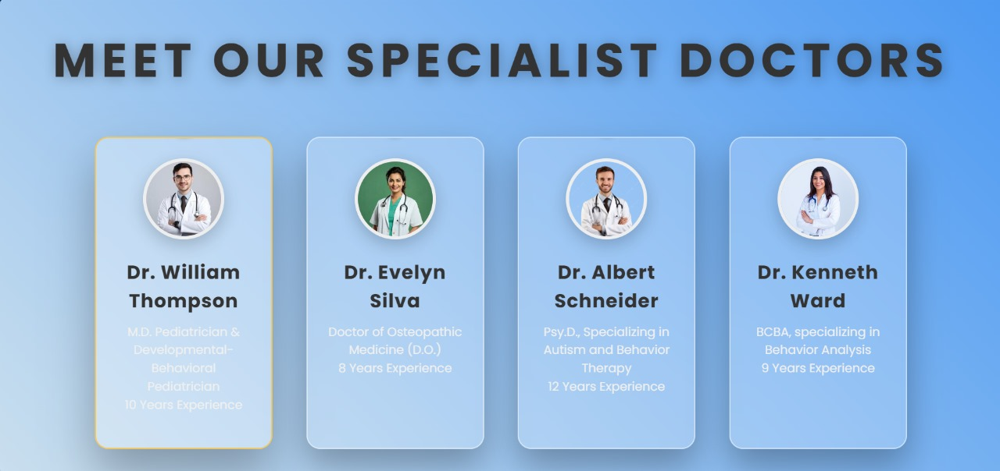 MEET OUR SPECIALIST DOCTORS
Dr. William
Thompson
M.D. Pediatrician &
Developmental-
Behavioral
Pediatrician
10 Years Experience
Dr. Evelyn
Silva
Doctor of Osteopathic
Medicine (D.O.)
8 Years Experience
Dr. Albert
Schneider
Psy.D., Specializing in
Autism and Behavior
Therapy
12 Years Experience
Dr. Kenneth
Ward
BCBA, specializing in
Behavior Analysis
9 Years Experience